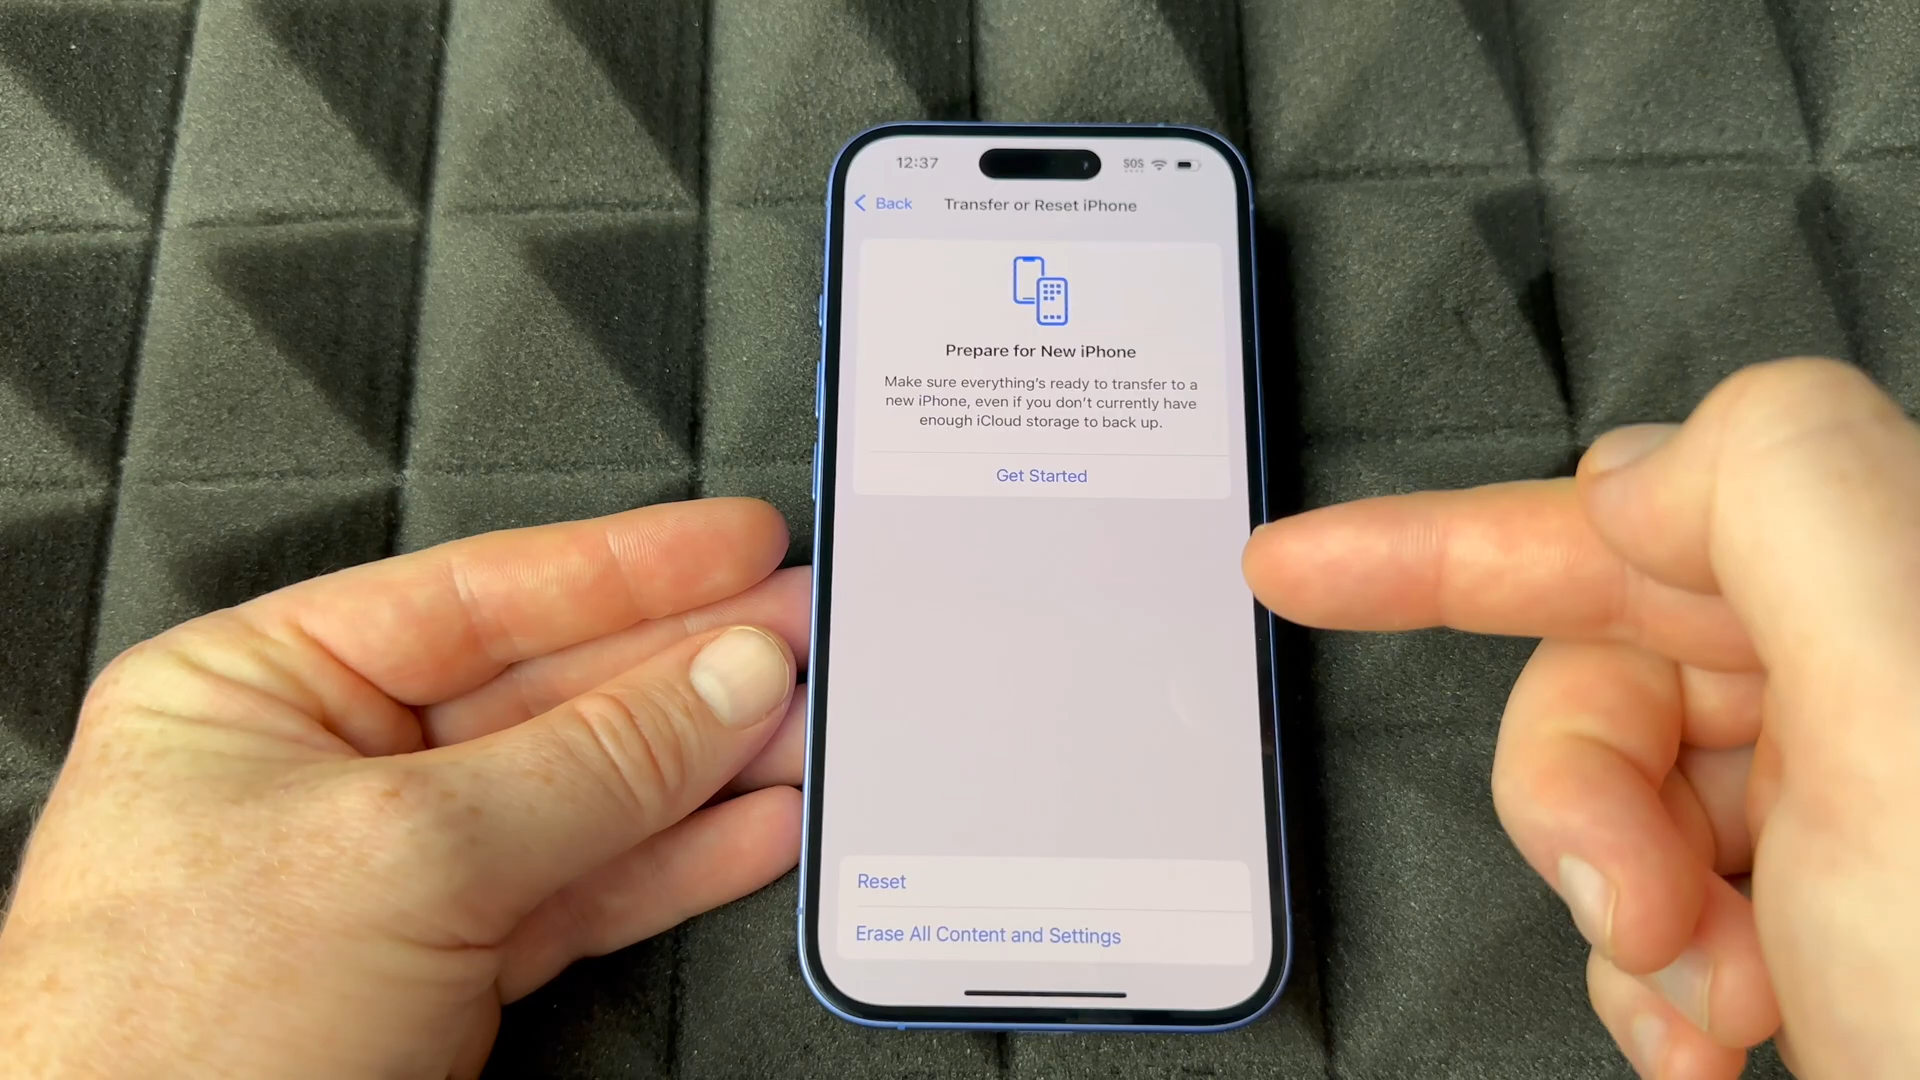 12:37
SOS
Back
Transfer or Reset iPhone
Prepare for New iPhone
Make sure everything's ready to transfer to a
new iPhone, even if you don't currently have
enough iCloud storage to back up.
Get Started
Reset
Erase All Content and Settings